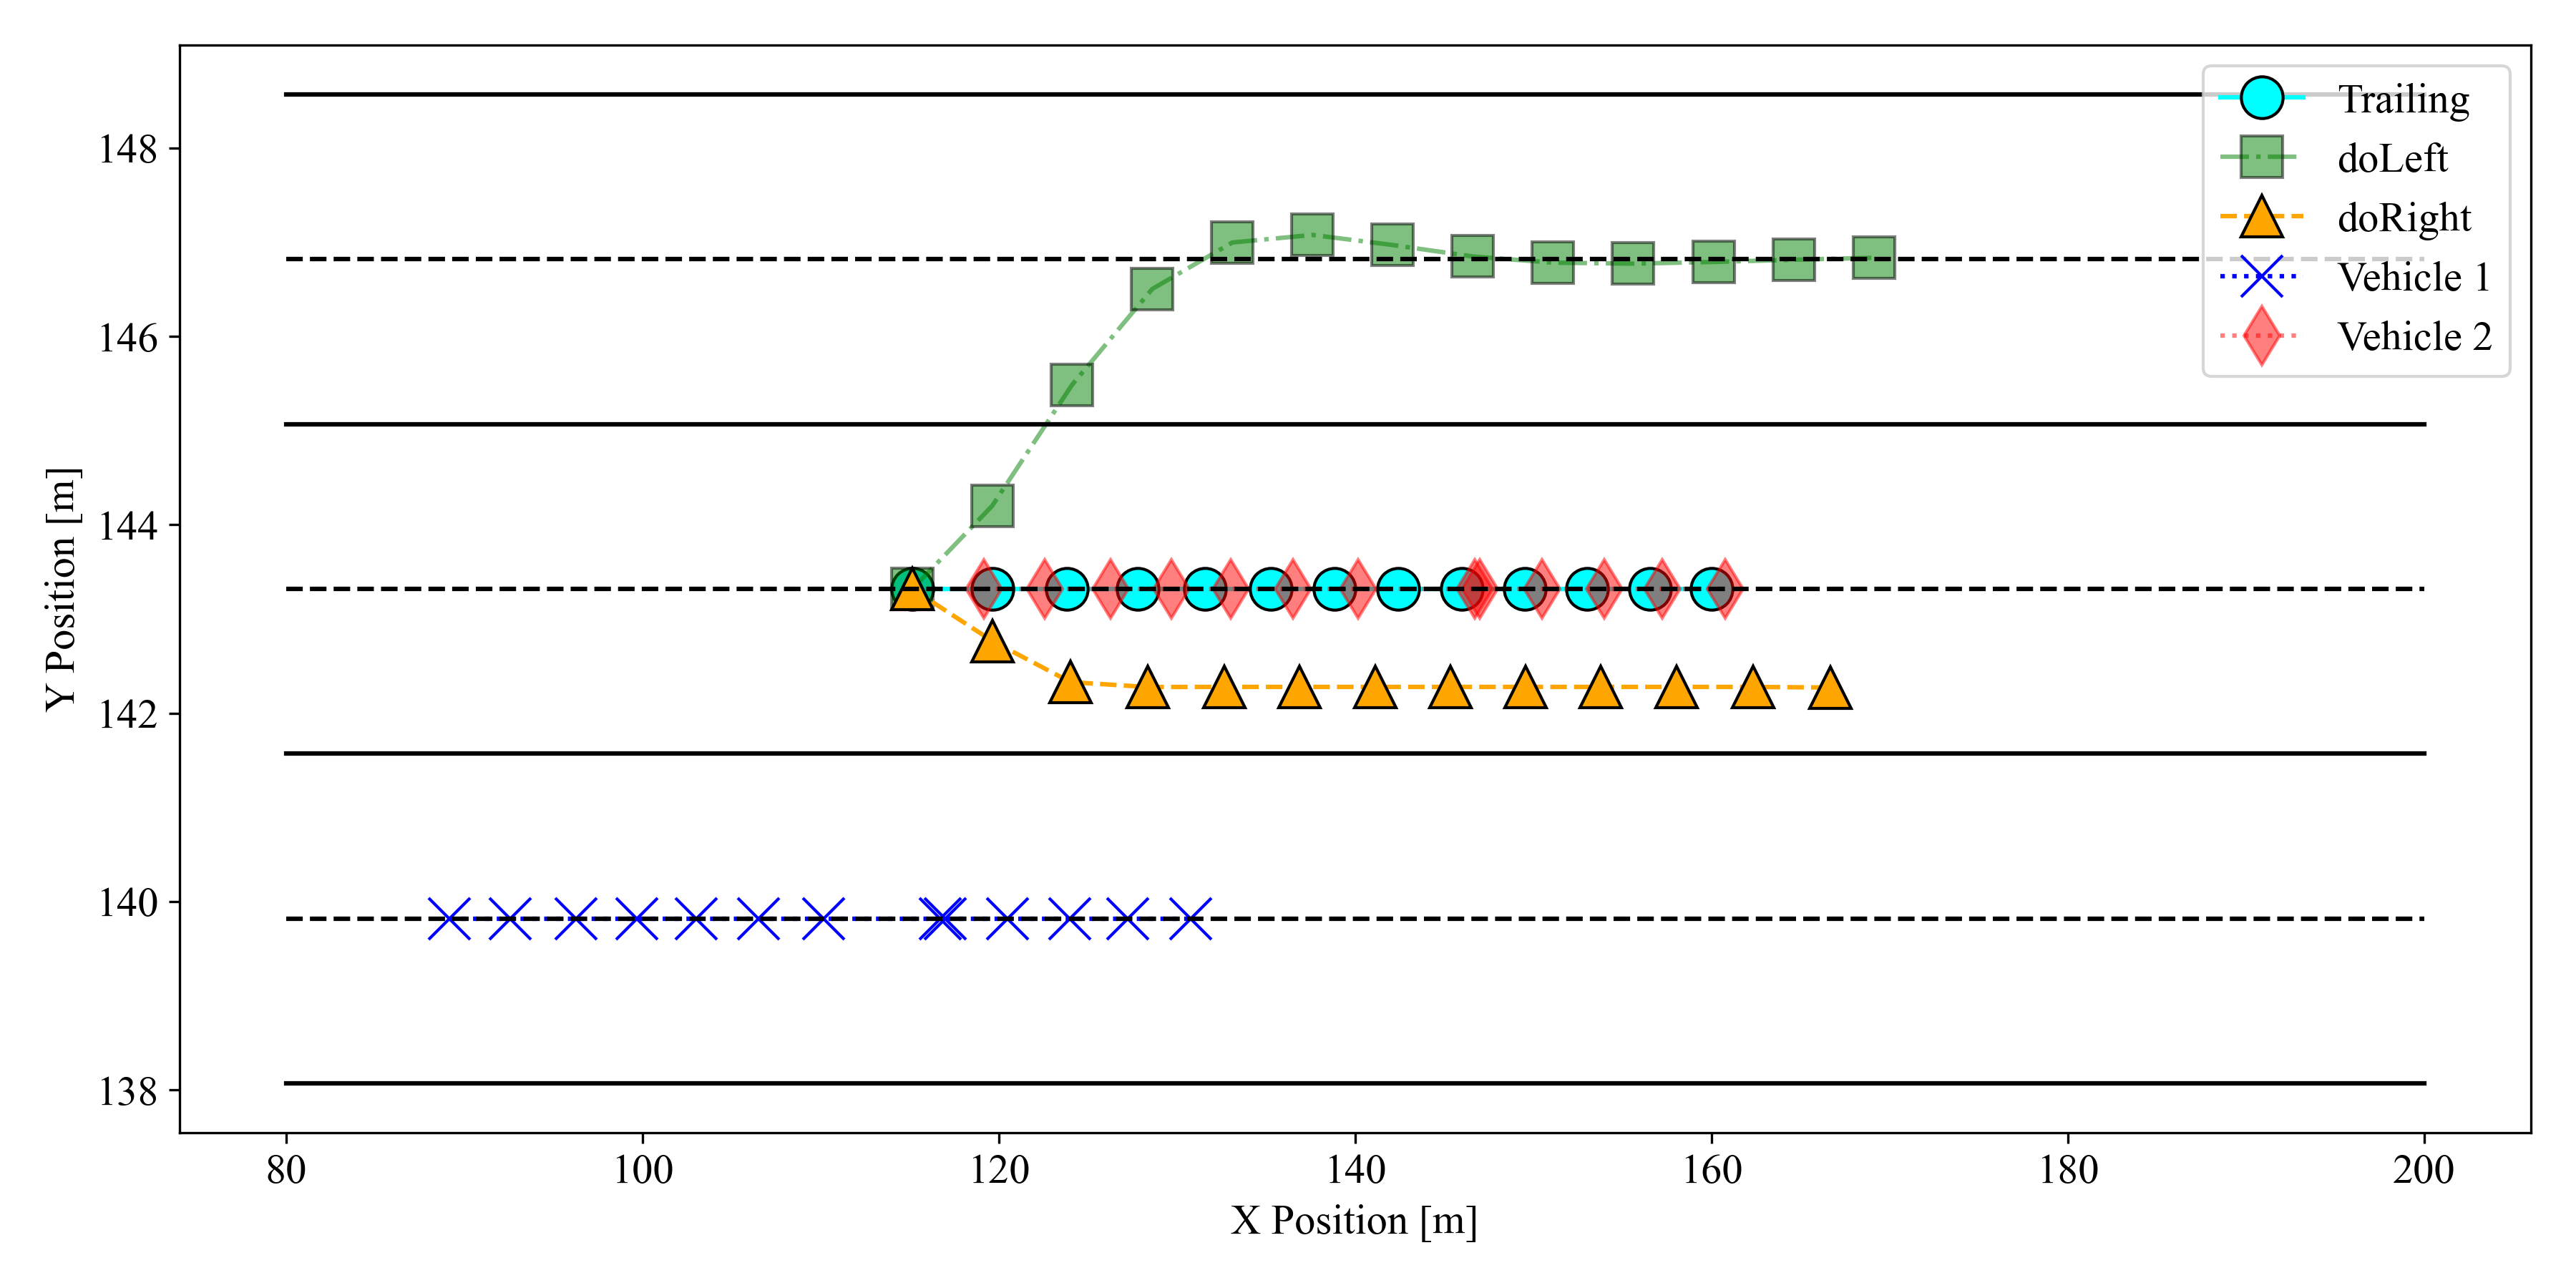 148
146
144
142
140
138
Y Position [m]
80 100 120 140 160 180 200
X Position [m]
Trailing
doLeft
doRight
Vehicle 1
Vehicle 2